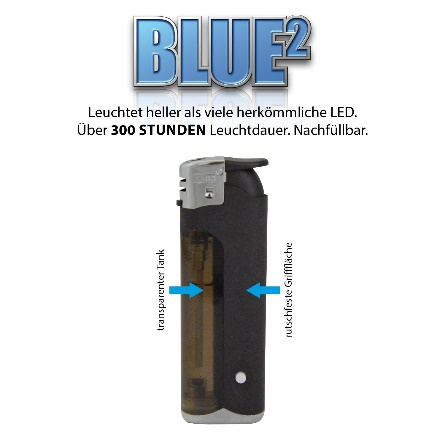 BLUE²
Leuchtet heller als viele herkömmliche LED.
Über 300 STUNDEN Leuchtdauer. Nachfüllbar.
transparenter Tank
rutschfeste Grifffläche